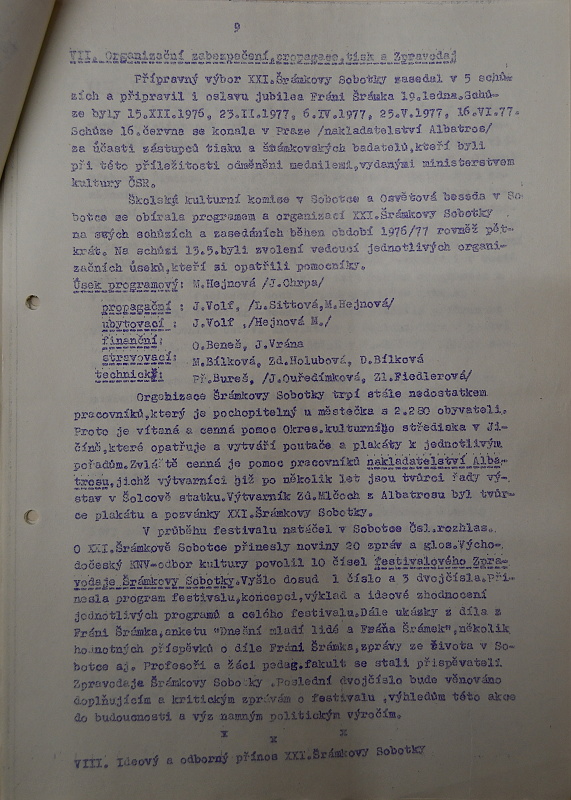 9
VII. Organizační zabezpečení,propagace,tisk a Zpravodaj
Přípravný výbor XXI.Šrámkovy Sobotky zasedal v 5 schů-
zích a připravil i oslavu jubilea Fráni Šrámka 19.ledna.Schů-
ze byly 15.XII.1976, 23.II.1977, 6.IV.1977, 25.V.1977, 16.VI.77.
Schůze 16.června se konala v Praze /nakladatelství Albatros/
za účasti zástupců tisku a šrámkovských badatelů,kteří byli
při této příležitosti odměněni medailemi,vydanými ministerstvem
kultury ČSR.
Školská kulturní komise v Sobotce a Osvětová beseda v So-
botce se obírala programem a organizací XXI.Šrámkovy Sobotky
na svých schůzích a zasedáních během období 1976/77 rovněž pět-
krát. Na schůzi 13.5.byli zvoleni vedoucí jednotlivých organi-
začních úseků,kteří si opatřili pomocníky.
Úsek programový: M.Hejnová /J.Chrpa/
propagační : J.Volf, /L.Sittová,M.Hejnová/
ubytovací : J.Volf ,/Hejnová M./
finanční: O.Beneš, J.Vrána
stravovací: M.Bílková, Zd.Holubová, D.Bílková
technický: Př.Bureš, /J.Ouředímková, Zl.Fiedlerová/
Organizace Šrámkovy Sobotky trpí stále nedostatkem
pracovníků,který je pochopitelný u městečka s 2.280 obyvateli.
Proto je vítaná a cenná pomoc Okres.kulturního střediska v Ji-
číně,které opatřuje a vytváří poutače a plakáty k jednotlivým
pořadům.Zvláště cenná je pomoc pracovníků nakladatelství Alba-
trosu,jichž výtvarníci již po několik let jsou tvůrci řady vý-
stav v Šolcově statku.Výtvarník Zd.Mlčoch z Albatrosu byl tvůr-
ce plakátu a pozvánky XXI.Šrámkovy Sobotky.
V průběhu festivalu natáčel v Sobotce Čsl.rozhlas.
O XXI.Šrámkově Sobotce přinesly noviny 20 zpráv a glos.Výcho-
dočeský KNV-odbor kultury povolil 10 čísel festivalového Zpra-
vodaje Šrámkovy Sobotky.Vyšlo dosud 1 číslo a 3 dvojčísla.Při-
nesla program festivalu,koncepci,výklad a ideové zhodnocení
jednotlivých programů a celého festivalu.Dále ukázky z díla z
Fráni Šrámka,anketu "Dnešní mladí lidé a Fráňa Šrámek",několik
hodnotných příspěvků o díle Fráni Šrámka,zprávy ze života v So-
botce aj. Profesoři a žáci pedag.fakult se stali přispěvateli
Zpravodaje Šrámkovy Sobotky .Poslední dvojčíslo bude věnováno
doplňujícím a kritickým zprávám o festivalu ,výhledům této akce
do budoucnosti a význa­mným politickým výročím.
x x x
VIII. Ideový a odborný přínos XXI.Šrámkovy Sobotky